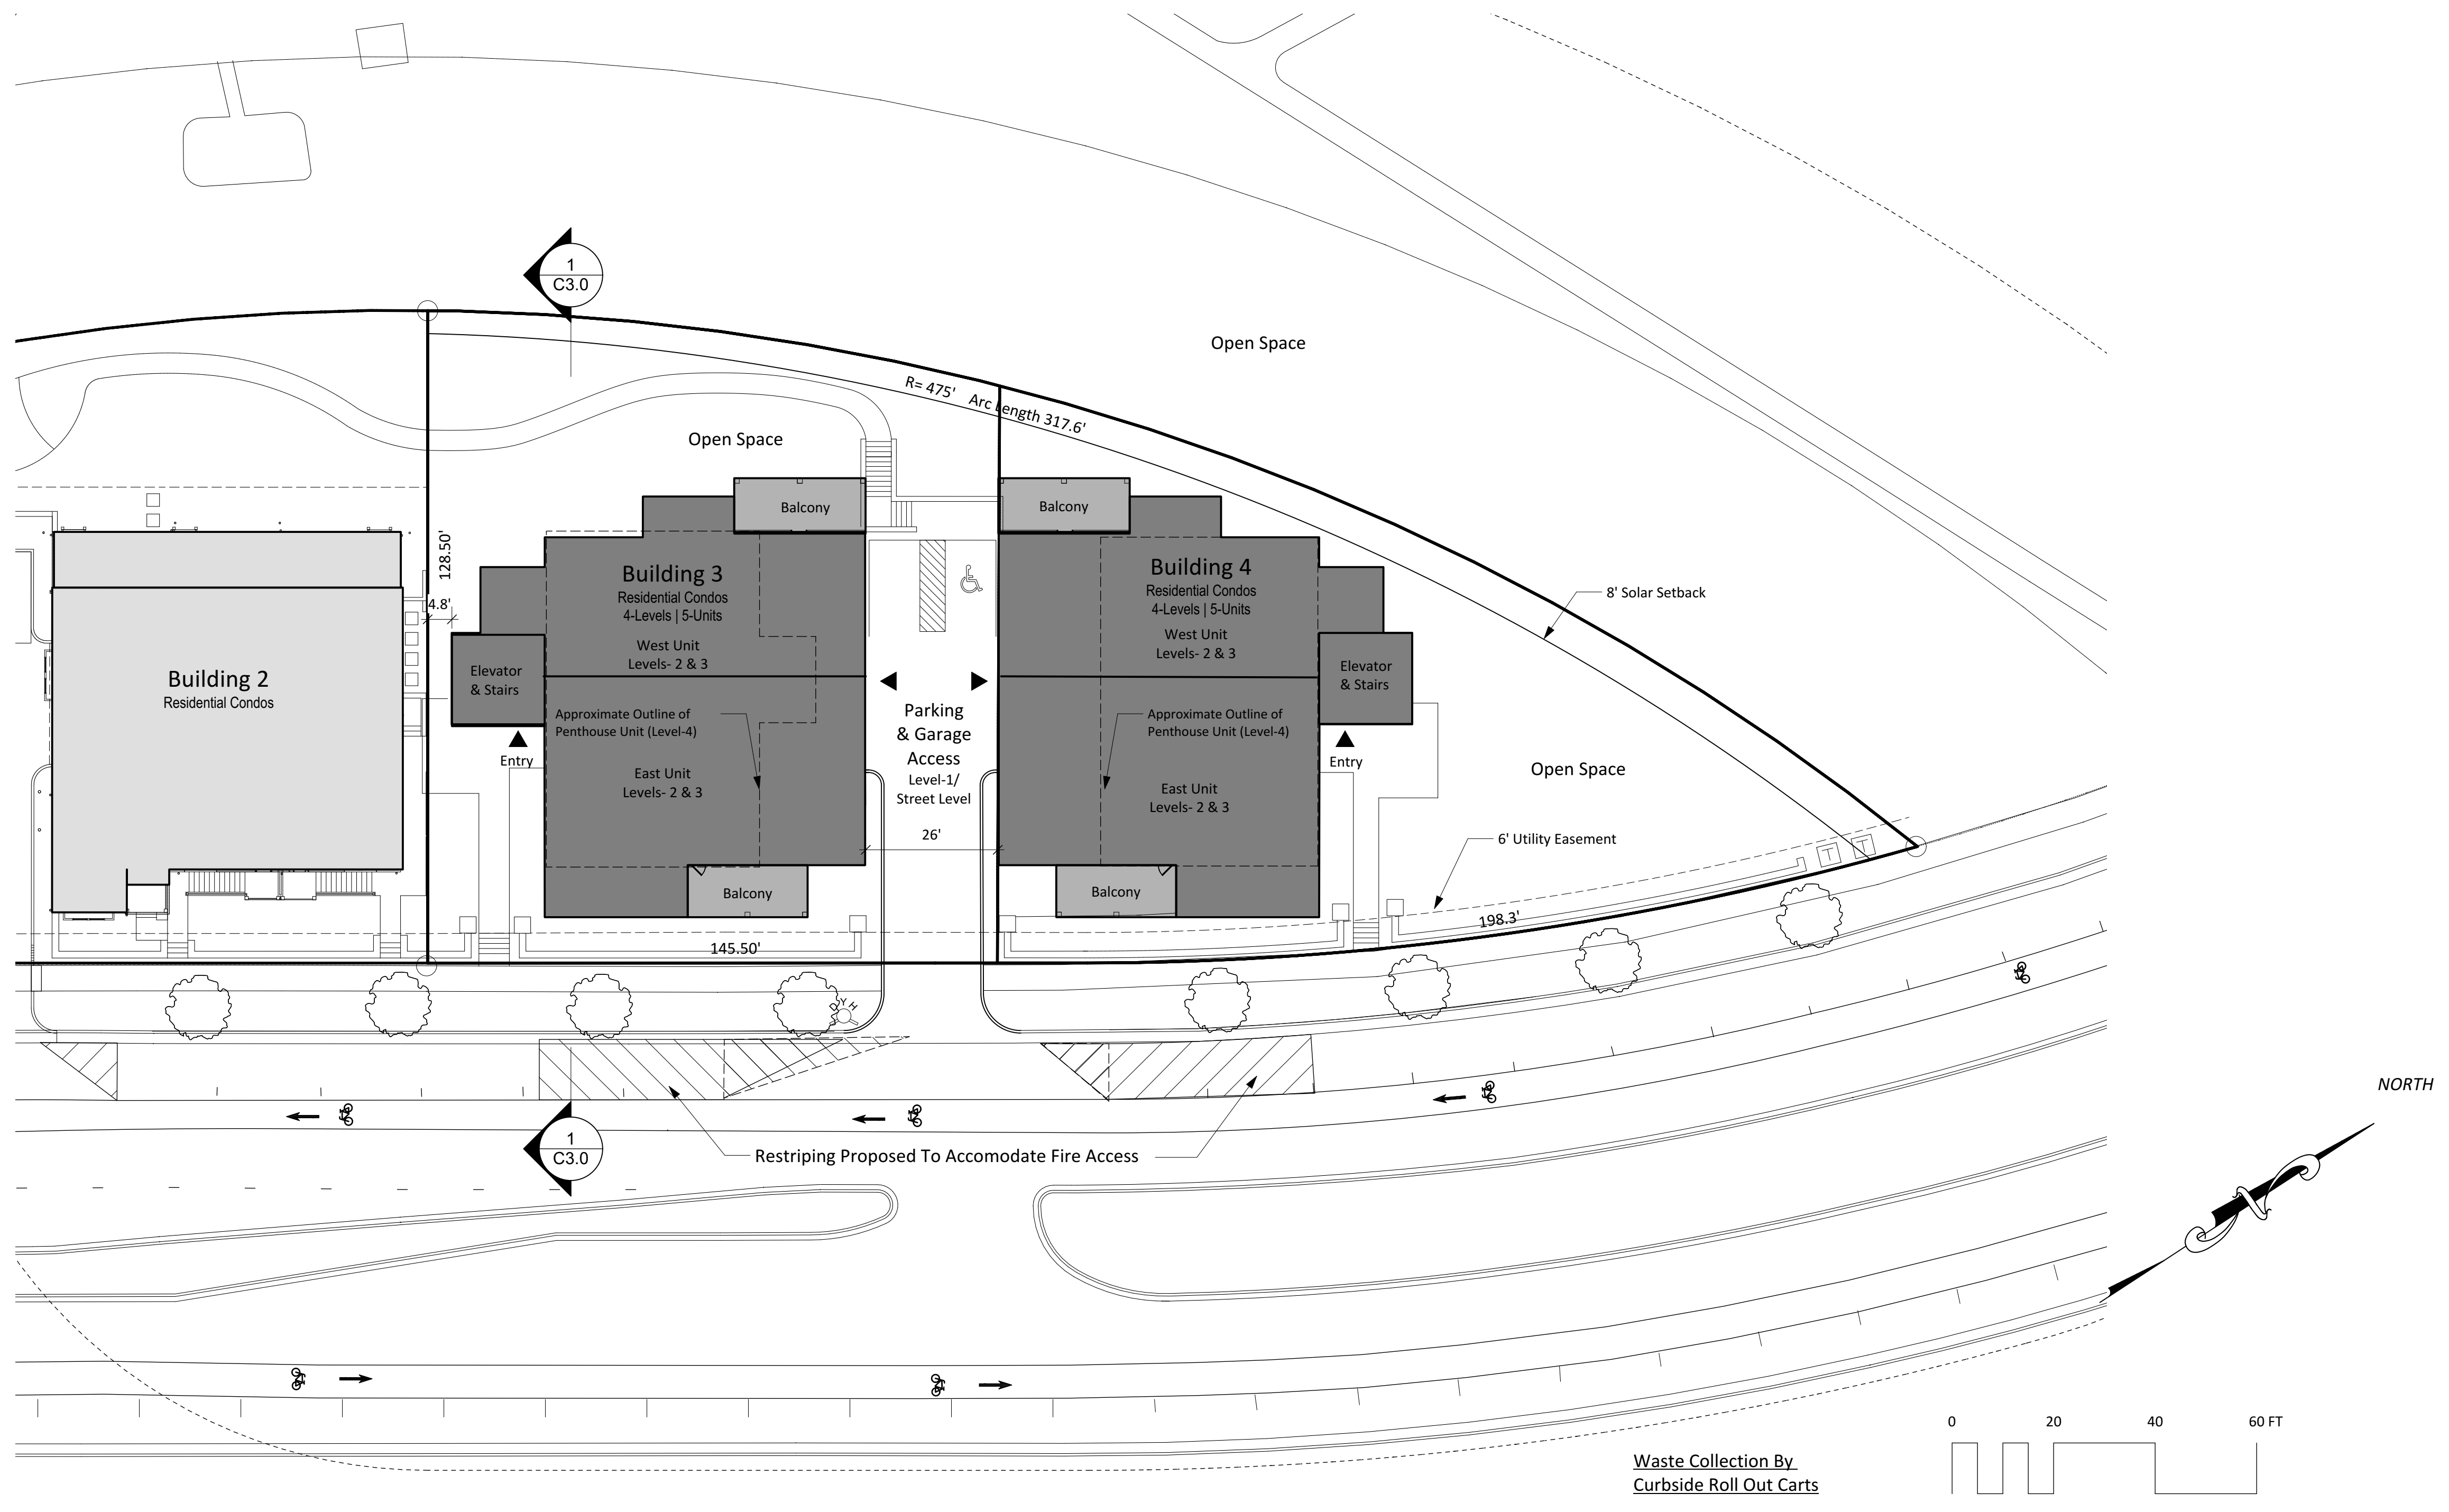 1
C3.0
Open Space
R= 475'    Arc Length 317.6'
Open Space
Balcony
Balcony
128.50'
4.8'
Building 3
Residential Condos
4-Levels | 5-Units
West Unit
Levels- 2 & 3
Building 4
Residential Condos
4-Levels | 5-Units
West Unit
Levels- 2 & 3
8' Solar Setback
Building 2
Residential Condos
Elevator
& Stairs
Elevator
& Stairs
Approximate Outline of
Penthouse Unit (Level-4)
Parking
& Garage
Access
Level-1/
Street Level
Approximate Outline of
Penthouse Unit (Level-4)
Entry
Entry
Open Space
East Unit
Levels- 2 & 3
East Unit
Levels- 2 & 3
26'
6' Utility Easement
Balcony
Balcony
198.3'
145.50'
D Y H
T
T
1
C3.0
Restriping Proposed To Accomodate Fire Access
NORTH
0 20 40 60 FT
Waste Collection By
Curbside Roll Out Carts